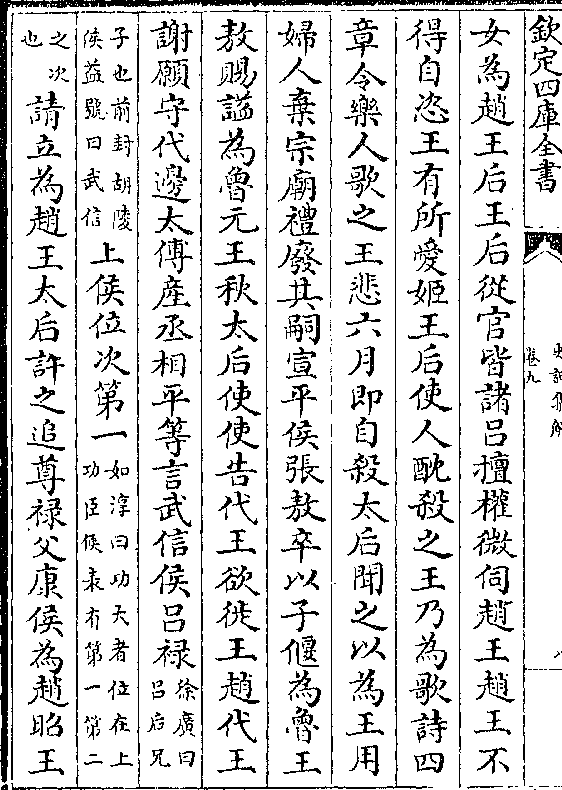 欽定四庫全書
史記集解
卷九
女為趙王后王后從官皆諸吕擅權微伺趙王趙王不
得自恣王有所愛姬王后使人酖殺之王乃為歌詩四
章令樂人歌之王悲六月即自殺太后聞之以為王用
婦人棄宗廟禮廢其嗣宣平侯張敖卒以子偃為魯王
敖賜諡為魯元王秋太后使使告代王欲徙王趙代王
謝願守代邊太傅産丞相平等言武信侯吕禄徐廣曰吕后兄
子也前封胡陵侯益號曰武信上侯位次第一如淳曰功大者位在上功臣侯表有第一第二
之次也請立為趙王太后許之追尊禄父康侯為趙昭王